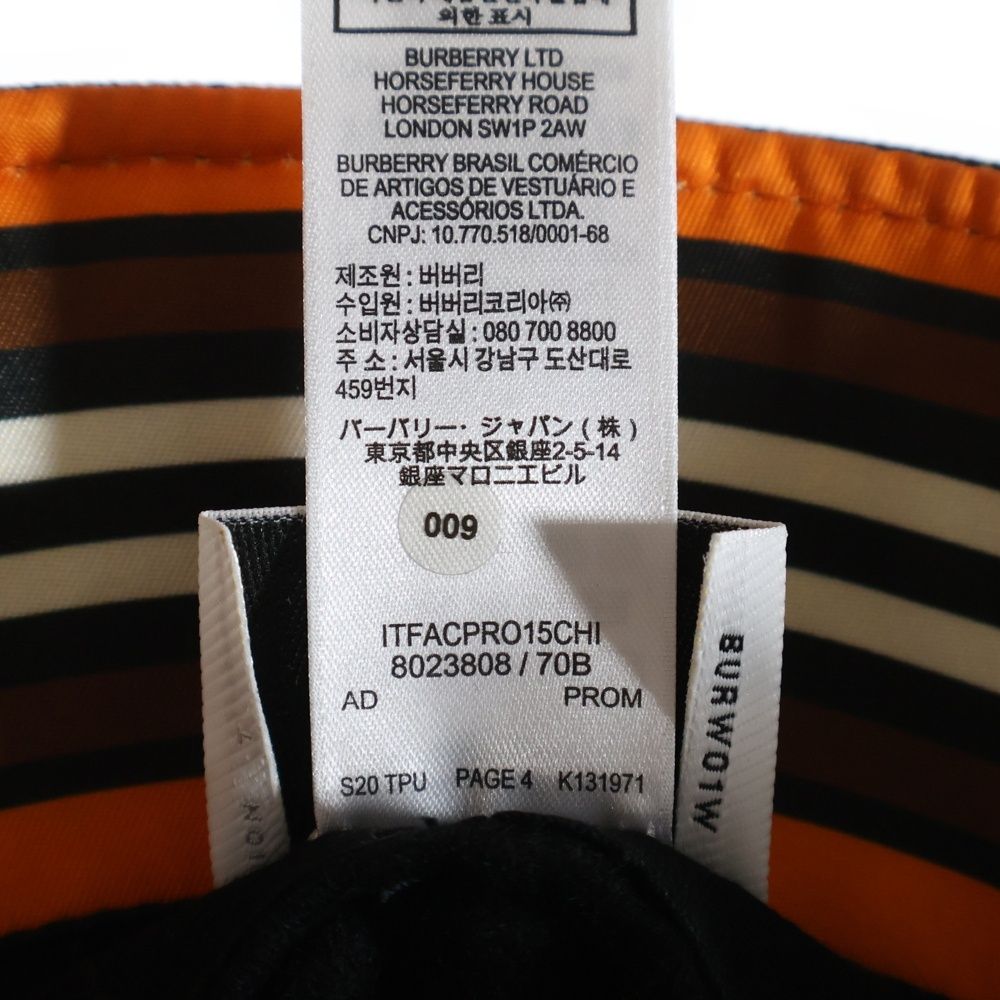 의한 표시
BURBERRY LTD
HORSEFERRY HOUSE
HORSEFERRY ROAD
LONDON SW1P 2AW
BURBERRY BRASIL COMÉRCIO
DE ARTIGOS DE VESTUÁRIO E
ACESSÓRIOS LTDA.
CNPJ: 10.770.518/0001-68
제조원 : 버버리
수입원 : 버버리코리아㈜
소비자상담실 : 080 700 8800
주 소 : 서울시 강남구 도산대로
459번지
バーバリー・ジャパン ( 株 )
東京都中央区銀座2-5-14
銀座マロニエビル
009
ITFACPRO15CHI
8023808 / 70B
AD PROM
S20 TPU PAGE 4 K131971
BURWO1W